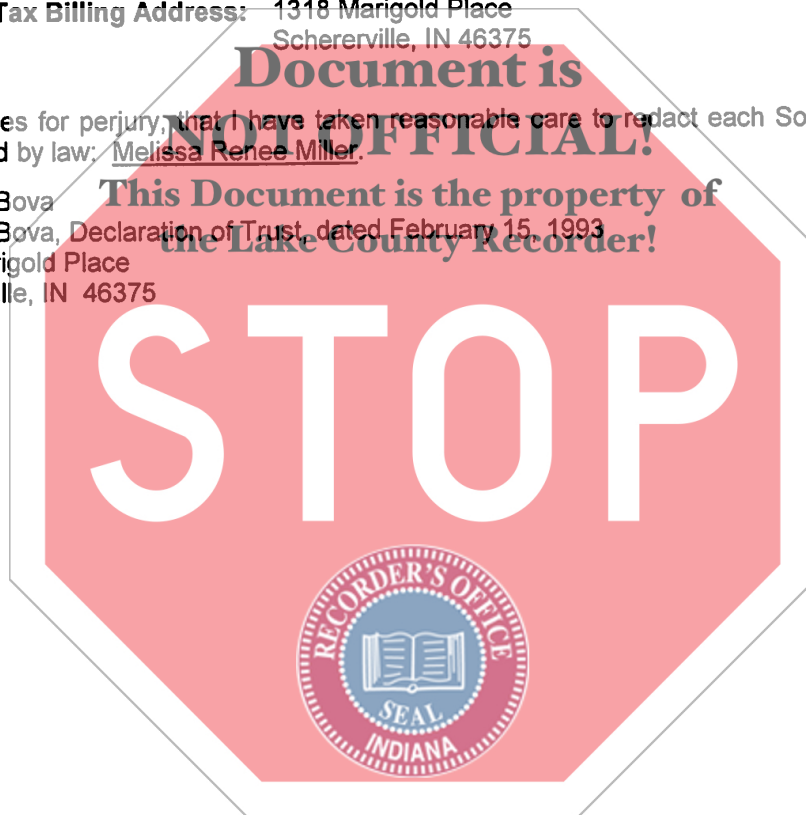 Tax Billing Address: 1318 Marigold Place
Schererville, IN 46375
Document is
es for perjury, that I have taken reasonable care to redact each So
NOT OFFICIAL!
d by law: Melissa Renee Miller.
This Document is the property of
Bova
Bova, Declaration of Trust, dated February 15, 1993
the Lake County Recorder!
igold Place
lle, IN 46375
STOP
RECORDER'S OFFICE
SEAL
INDIANA